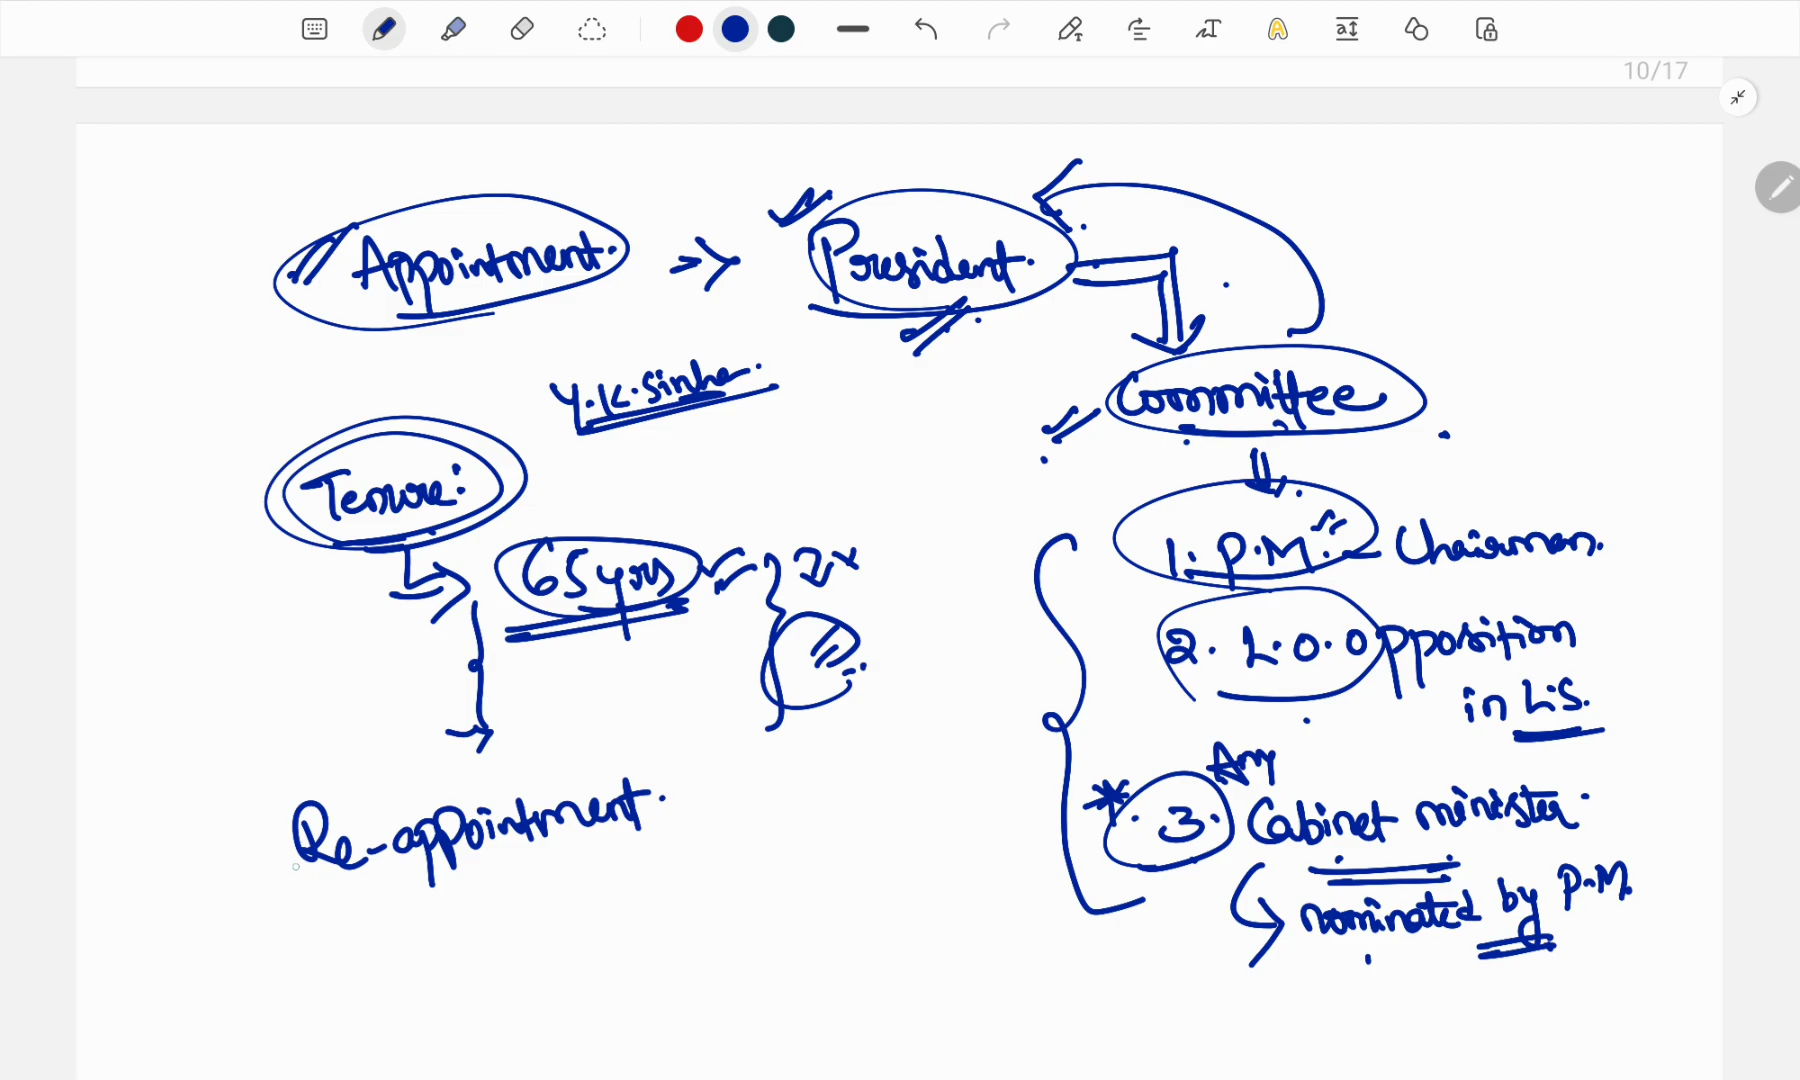 10/17
Appointment. → President.
Y.K. Sinha.
Committee
Tenure:
65 yrs
1. P.M. - Chairman.
2. L.O.Opposition
in L.S.
Any
* 3. Cabinet minister.
nominated by P.M.
Re-appointment.